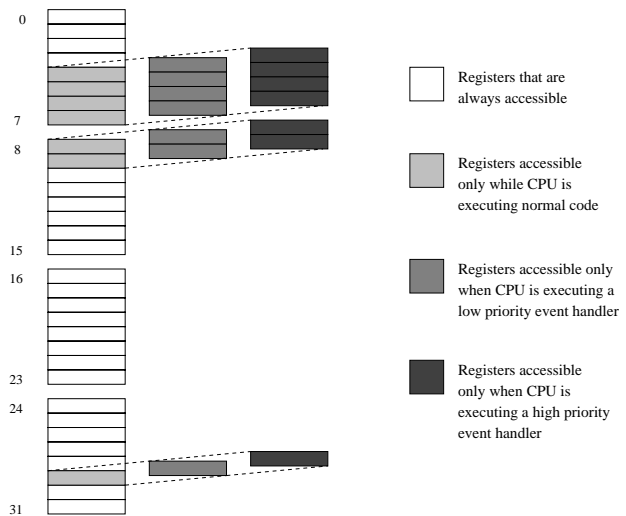 0
7
8
15
16
23
24
31
Registers that are
always accessible
Registers accessible
only while CPU is
executing normal code
Registers accessible only
when CPU is executing a
low priority event handler
Registers accessible
only when CPU is
executing a high priority
event handler